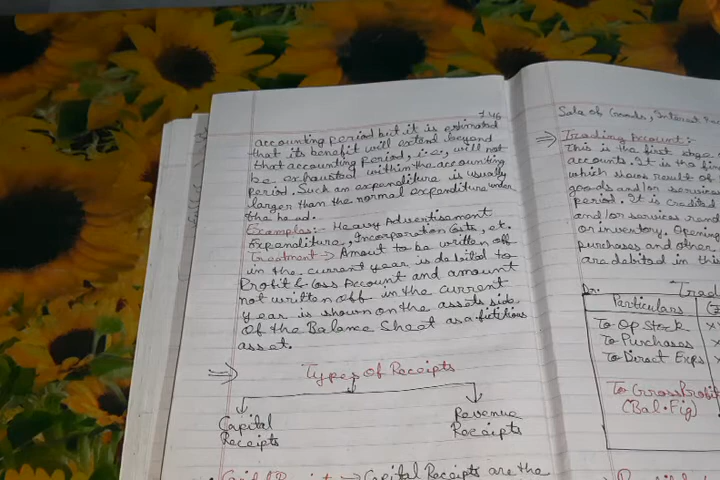 146
accounting period but it is estimated
that its benefit will extend beyond
that accounting period, i.e., will not
be exhausted within the accounting
period. Such an expenditure is usually
larger than the normal expenditure under
the head.
Examples:- Heavy Advertisement
Expenditure, Incorporation Costs, et.
Treatment → Amout to be written off
in the current year is debited to
Profit & Loss Account and amount
not written off in the current
year is shown on the assets side
of the Balance Sheet as a fictitious
asset.
⇒ Types of Receipts
Capital Receipts
Revenue Receipts
→ Capital Receipts are the
Sale of Goods, Interest
⇒ Trading Account:-
This is the first stage
accounts. It is the
which shows result of
goods and/or services
period. It is credited
and/or services
or inventory. Opening
purchases and other
are debited in this
Dr.
Particulars
To Op Stock
To Purchases
To Direct Exps
To Gross Profit
(Bal. Fig)